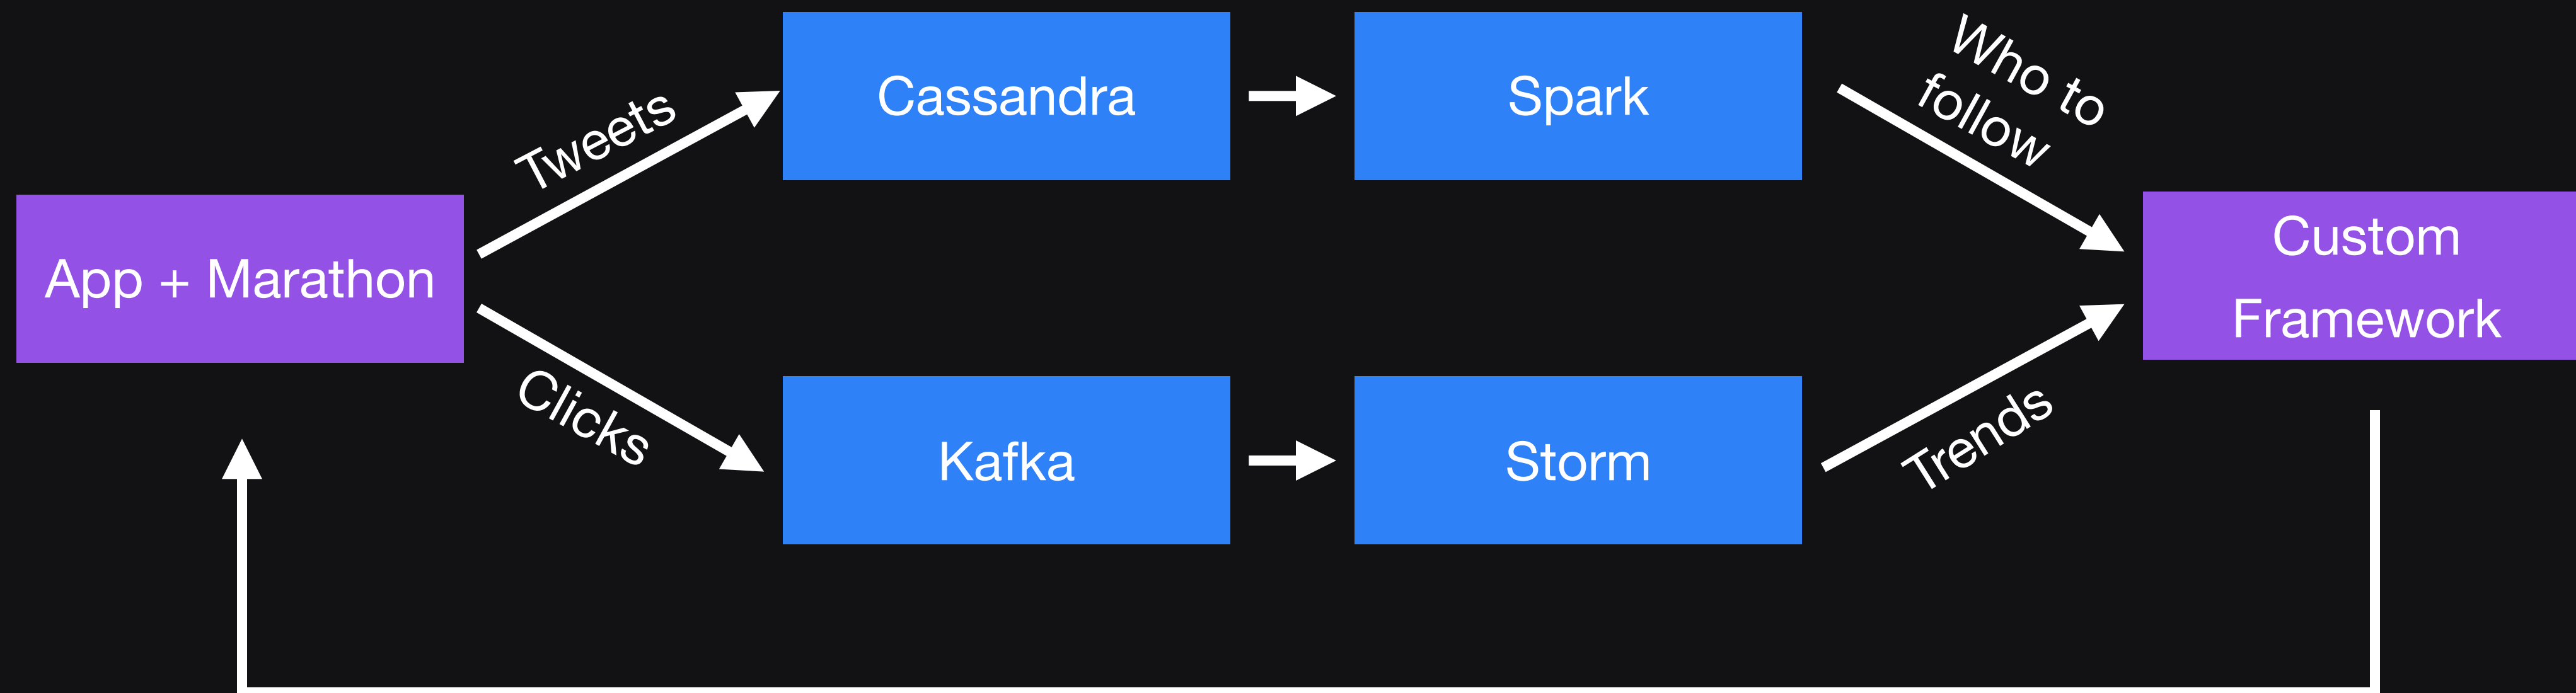 Tweets
Cassandra
Spark
Who to
follow
App + Marathon
Custom
Framework
Clicks
Kafka
Storm
Trends